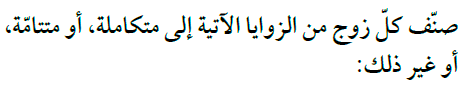 صنّف كلّ زوج من الزوايا الآتية إلى متكاملة، أو متتامّة،
أو غير ذلك: